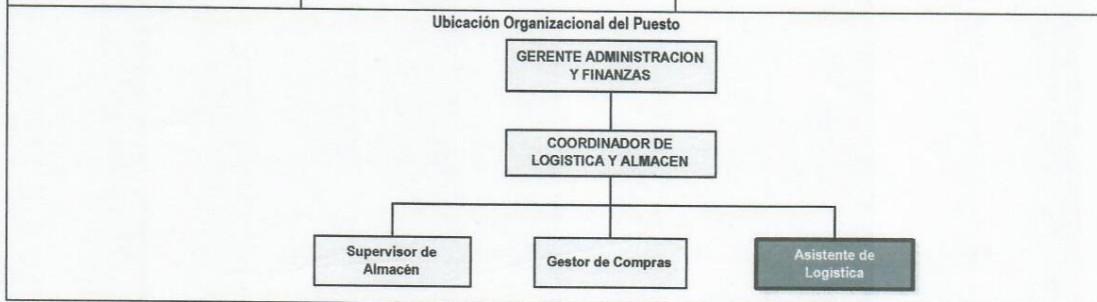 Ubicación Organizacional del Puesto
GERENTE ADMINISTRACION
Y FINANZAS
COORDINADOR DE
LOGISTICA Y ALMACEN
Supervisor de
Almacén
Gestor de Compras
Asistente de
Logistica